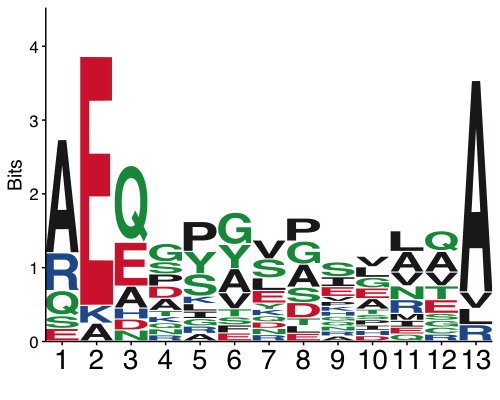 Bits
4
3
2
1
0
A R Q S E
E K A
Q E A H D N
G S P D A
P Y S K
G Y A V
V S L E
P G A S D
S
V L G
L A V N R M
Q A V T E
A V L R
1 2 3 4 5 6 7 8 9 10 11 12 13